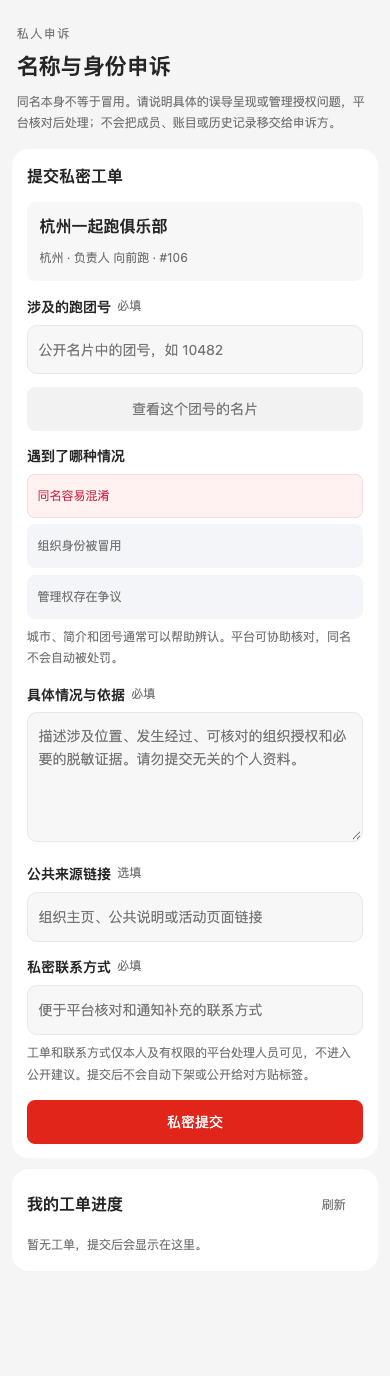 私人申诉
名称与身份申诉
同名本身不等于冒用。请说明具体的误导呈现或管理授权问题，平
台核对后处理；不会把成员、账目或历史记录移交给申诉方。
提交私密工单
杭州一起跑俱乐部
杭州 · 负责人 向前跑 · #106
涉及的跑团号 必填
公开名片中的团号，如 10482
查看这个团号的名片
遇到了哪种情况
同名容易混淆
组织身份被冒用
管理权存在争议
城市、简介和团号通常可以帮助辨认。平台可协助核对，同名
不会自动被处罚。
具体情况与依据 必填
描述涉及位置、发生经过、可核对的组织授权和必
要的脱敏证据。请勿提交无关的个人资料。
公共来源链接 选填
组织主页、公共说明或活动页面链接
私密联系方式 必填
便于平台核对和通知补充的联系方式
工单和联系方式仅本人及有权限的平台处理人员可见，不进入
公开建议。提交后不会自动下架或公开给对方贴标签。
私密提交
我的工单进度 刷新
暂无工单，提交后会显示在这里。